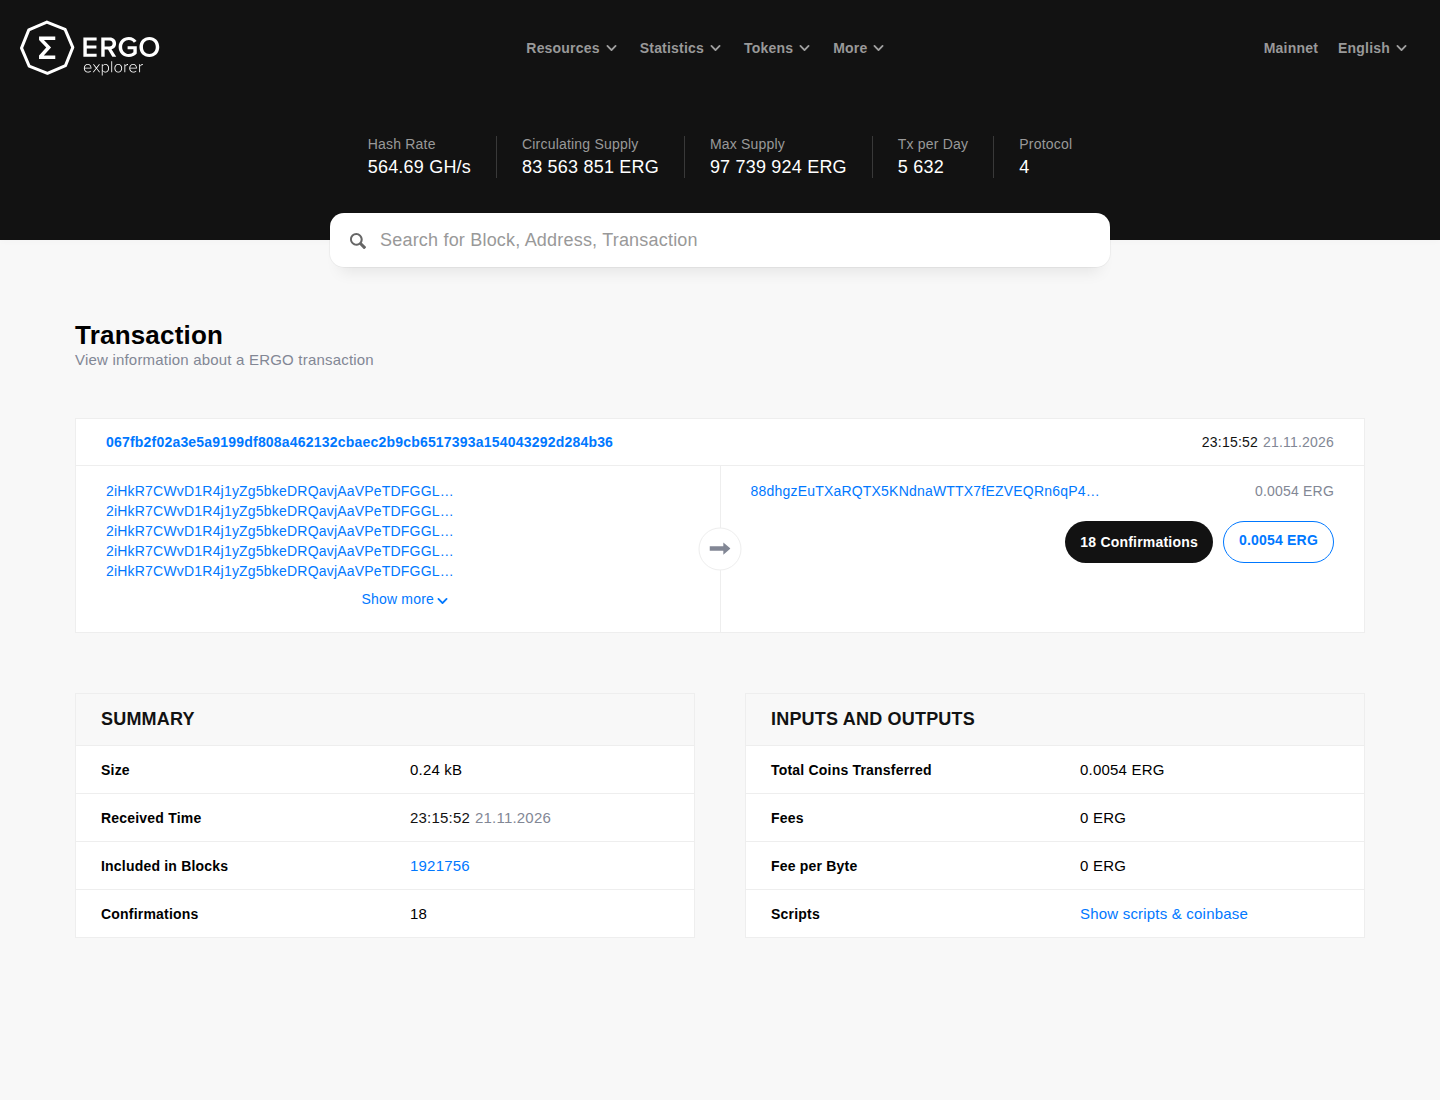 ERGO
explorer
Resources
Statistics
Tokens
More
Mainnet
English
Hash Rate
564.69 GH/s
Circulating Supply
83 563 851 ERG
Max Supply
97 739 924 ERG
Tx per Day
5 632
Protocol
4
Search for Block, Address, Transaction
Transaction
View information about a ERGO transaction
067fb2f02a3e5a9199df808a462132cbaec2b9cb6517393a154043292d284b36
23:15:52 21.11.2026
2iHkR7CWvD1R4j1yZg5bkeDRQavjAaVPeTDFGGL…
2iHkR7CWvD1R4j1yZg5bkeDRQavjAaVPeTDFGGL…
2iHkR7CWvD1R4j1yZg5bkeDRQavjAaVPeTDFGGL…
2iHkR7CWvD1R4j1yZg5bkeDRQavjAaVPeTDFGGL…
2iHkR7CWvD1R4j1yZg5bkeDRQavjAaVPeTDFGGL…
Show more
88dhgzEuTXaRQTX5KNdnaWTTX7fEZVEQRn6qP4…
0.0054 ERG
18 Confirmations
0.0054 ERG
SUMMARY
Size
0.24 kB
Received Time
23:15:52 21.11.2026
Included in Blocks
1921756
Confirmations
18
INPUTS AND OUTPUTS
Total Coins Transferred
0.0054 ERG
Fees
0 ERG
Fee per Byte
0 ERG
Scripts
Show scripts & coinbase